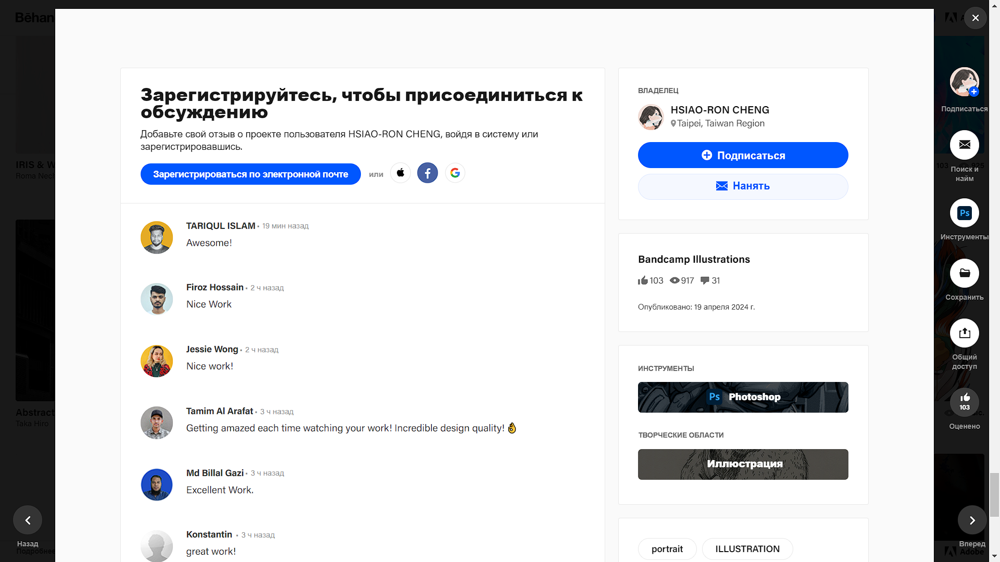 Bēhan
IRIS & W
Roma Nech
Abstract
Taka Hiro
Назад
Подробнее
Зарегистрируйтесь, чтобы присоединиться к
обсуждению
Добавьте свой отзыв о проекте пользователя HSIAO-RON CHENG, войдя в систему или
зарегистрировавшись.
Зарегистрироваться по электронной почте
или
TARIQUL ISLAM • 19 мин назад
Awesome!
Firoz Hossain • 2 ч назад
Nice Work
Jessie Wong • 2 ч назад
Nice work!
Tamim Al Arafat • 3 ч назад
Getting amazed each time watching your work! Incredible design quality! 👌
Md Billal Gazi • 3 ч назад
Excellent Work.
Konstantin • 3 ч назад
great work!
ВЛАДЕЛЕЦ
HSIAO-RON CHENG
Taipei, Taiwan Region
Подписаться
Нанять
Bandcamp Illustrations
103 917 31
Опубликовано: 19 апреля 2024 г.
ИНСТРУМЕНТЫ
Ps Photoshop
ТВОРЧЕСКИЕ ОБЛАСТИ
Иллюстрация
portrait
ILLUSTRATION
Подписаться
103 925
Поиск и
найм
Ps
Инструменты
Сохранить
Общий
доступ
103
Оценено
Вперед
Adobe